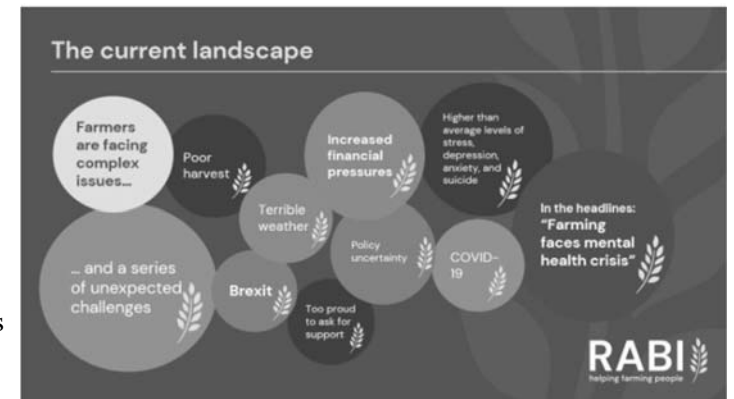 The current landscape
Farmers
are facing
complex
issues...
Poor
harvest
Terrible
weather
Increased
financial
pressures
Higher than
average levels of
stress,
depression,
anxiety, and
suicide
... and a series
of unexpected
challenges
Brexit
Too proud
to ask for
support
Policy
uncertainty
COVID-
19
In the headlines:
“Farming
faces mental
health crisis”
RABI
helping farming people
s